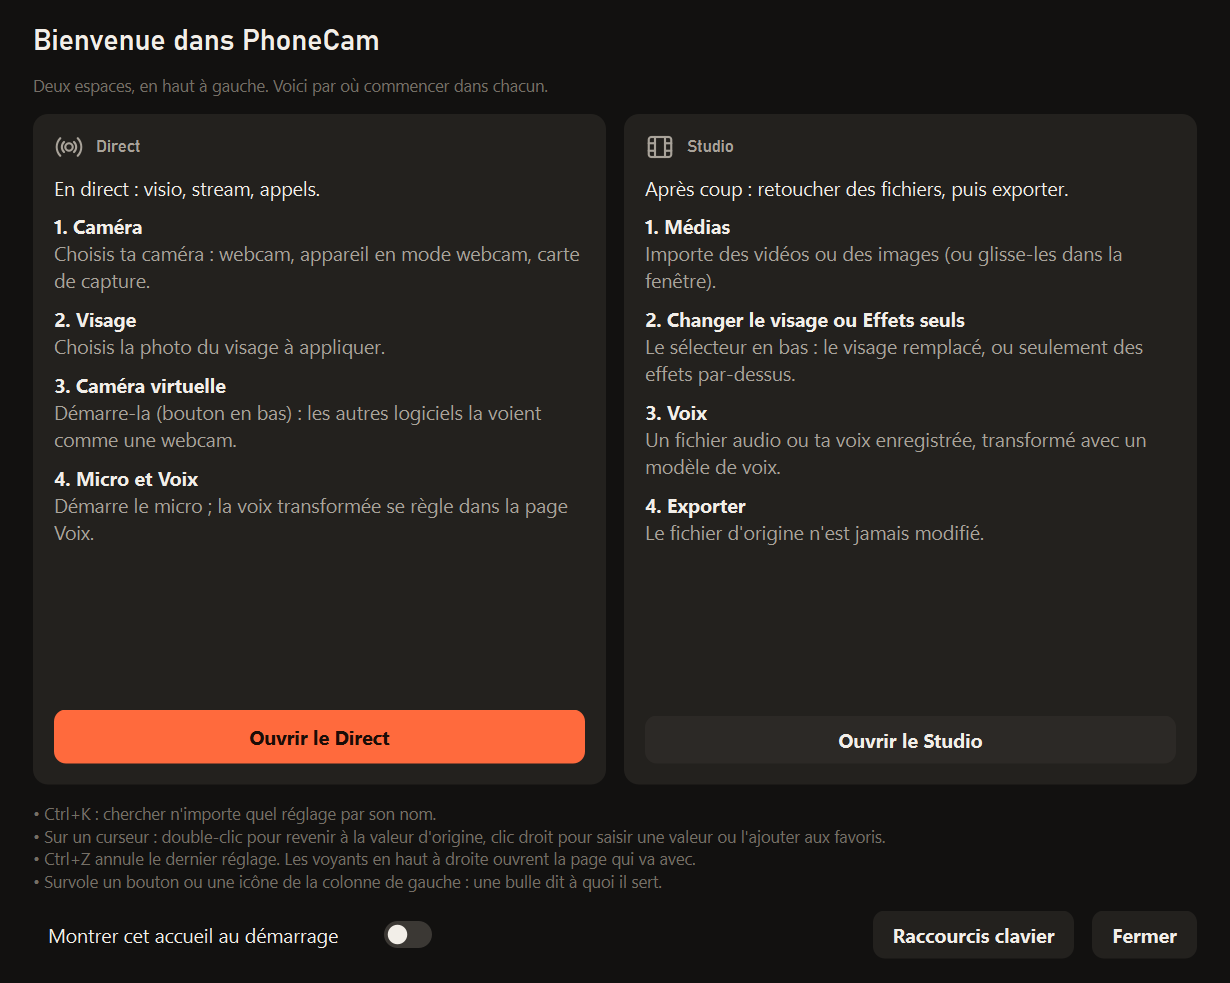 Bienvenue dans PhoneCam
Deux espaces, en haut à gauche. Voici par où commencer dans chacun.
Direct
En direct : visio, stream, appels.
1. Caméra
Choisis ta caméra : webcam, appareil en mode webcam, carte
de capture.
2. Visage
Choisis la photo du visage à appliquer.
3. Caméra virtuelle
Démarre-la (bouton en bas) : les autres logiciels la voient
comme une webcam.
4. Micro et Voix
Démarre le micro ; la voix transformée se règle dans la page
Voix.
Ouvrir le Direct
Studio
Après coup : retoucher des fichiers, puis exporter.
1. Médias
Importe des vidéos ou des images (ou glisse-les dans la
fenêtre).
2. Changer le visage ou Effets seuls
Le sélecteur en bas : le visage remplacé, ou seulement des
effets par-dessus.
3. Voix
Un fichier audio ou ta voix enregistrée, transformé avec un
modèle de voix.
4. Exporter
Le fichier d'origine n'est jamais modifié.
Ouvrir le Studio
• Ctrl+K : chercher n'importe quel réglage par son nom.
• Sur un curseur : double-clic pour revenir à la valeur d'origine, clic droit pour saisir une valeur ou l'ajouter aux favoris.
• Ctrl+Z annule le dernier réglage. Les voyants en haut à droite ouvrent la page qui va avec.
• Survole un bouton ou une icône de la colonne de gauche : une bulle dit à quoi il sert.
Montrer cet accueil au démarrage
Raccourcis clavier
Fermer